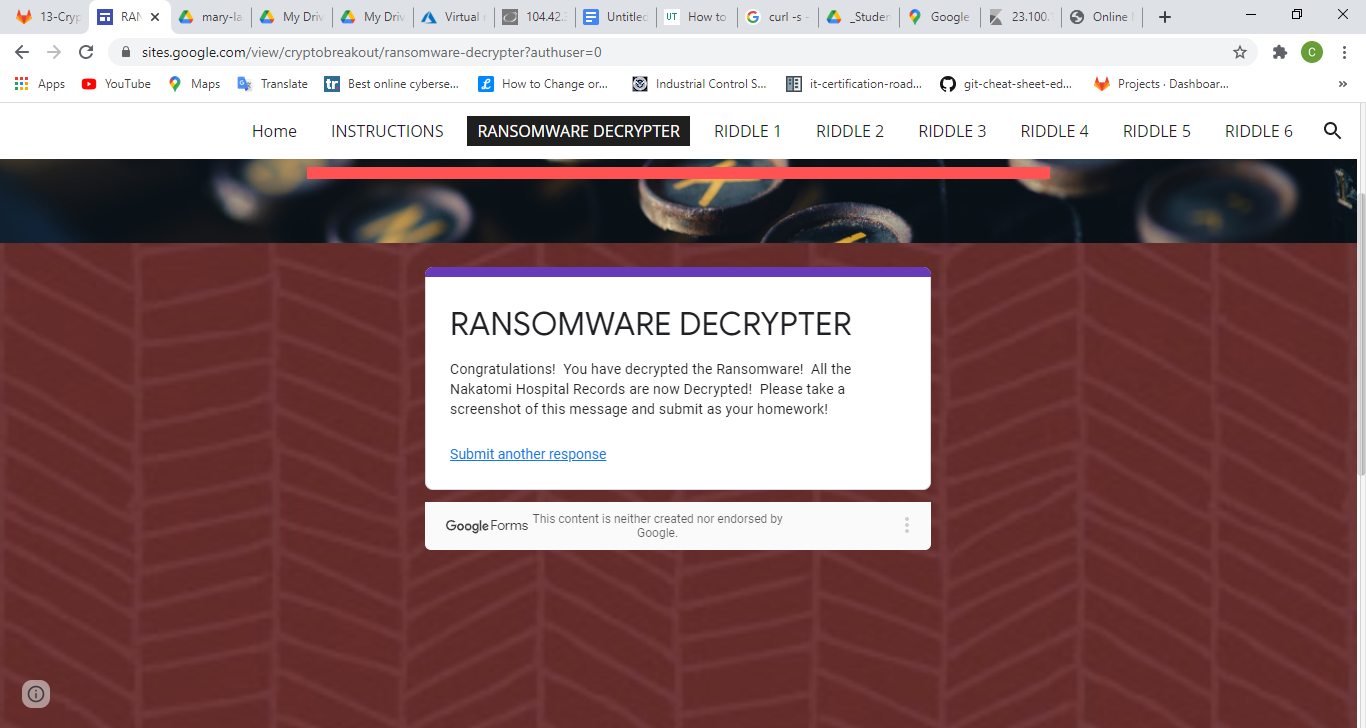 13-Cryp
RAN
mary-la
My Driv
My Driv
Virtual
104.42.
Untitled
How to
curl -s -
_Studen
Google
23.100.
Online
sites.google.com/view/cryptobreakout/ransomware-decrypter?authuser=0
C
Apps
YouTube
Maps
Translate
tr
Best online cyberse...
How to Change or...
Industrial Control S...
it-certification-road...
git-cheat-sheet-ed...
Projects · Dashboar...
»
Home
INSTRUCTIONS
RANSOMWARE DECRYPTER
RIDDLE 1
RIDDLE 2
RIDDLE 3
RIDDLE 4
RIDDLE 5
RIDDLE 6
RANSOMWARE DECRYPTER
Congratulations! You have decrypted the Ransomware! All the
Nakatomi Hospital Records are now Decrypted! Please take a
screenshot of this message and submit as your homework!
Submit another response
Google Forms
This content is neither created nor endorsed by
Google.